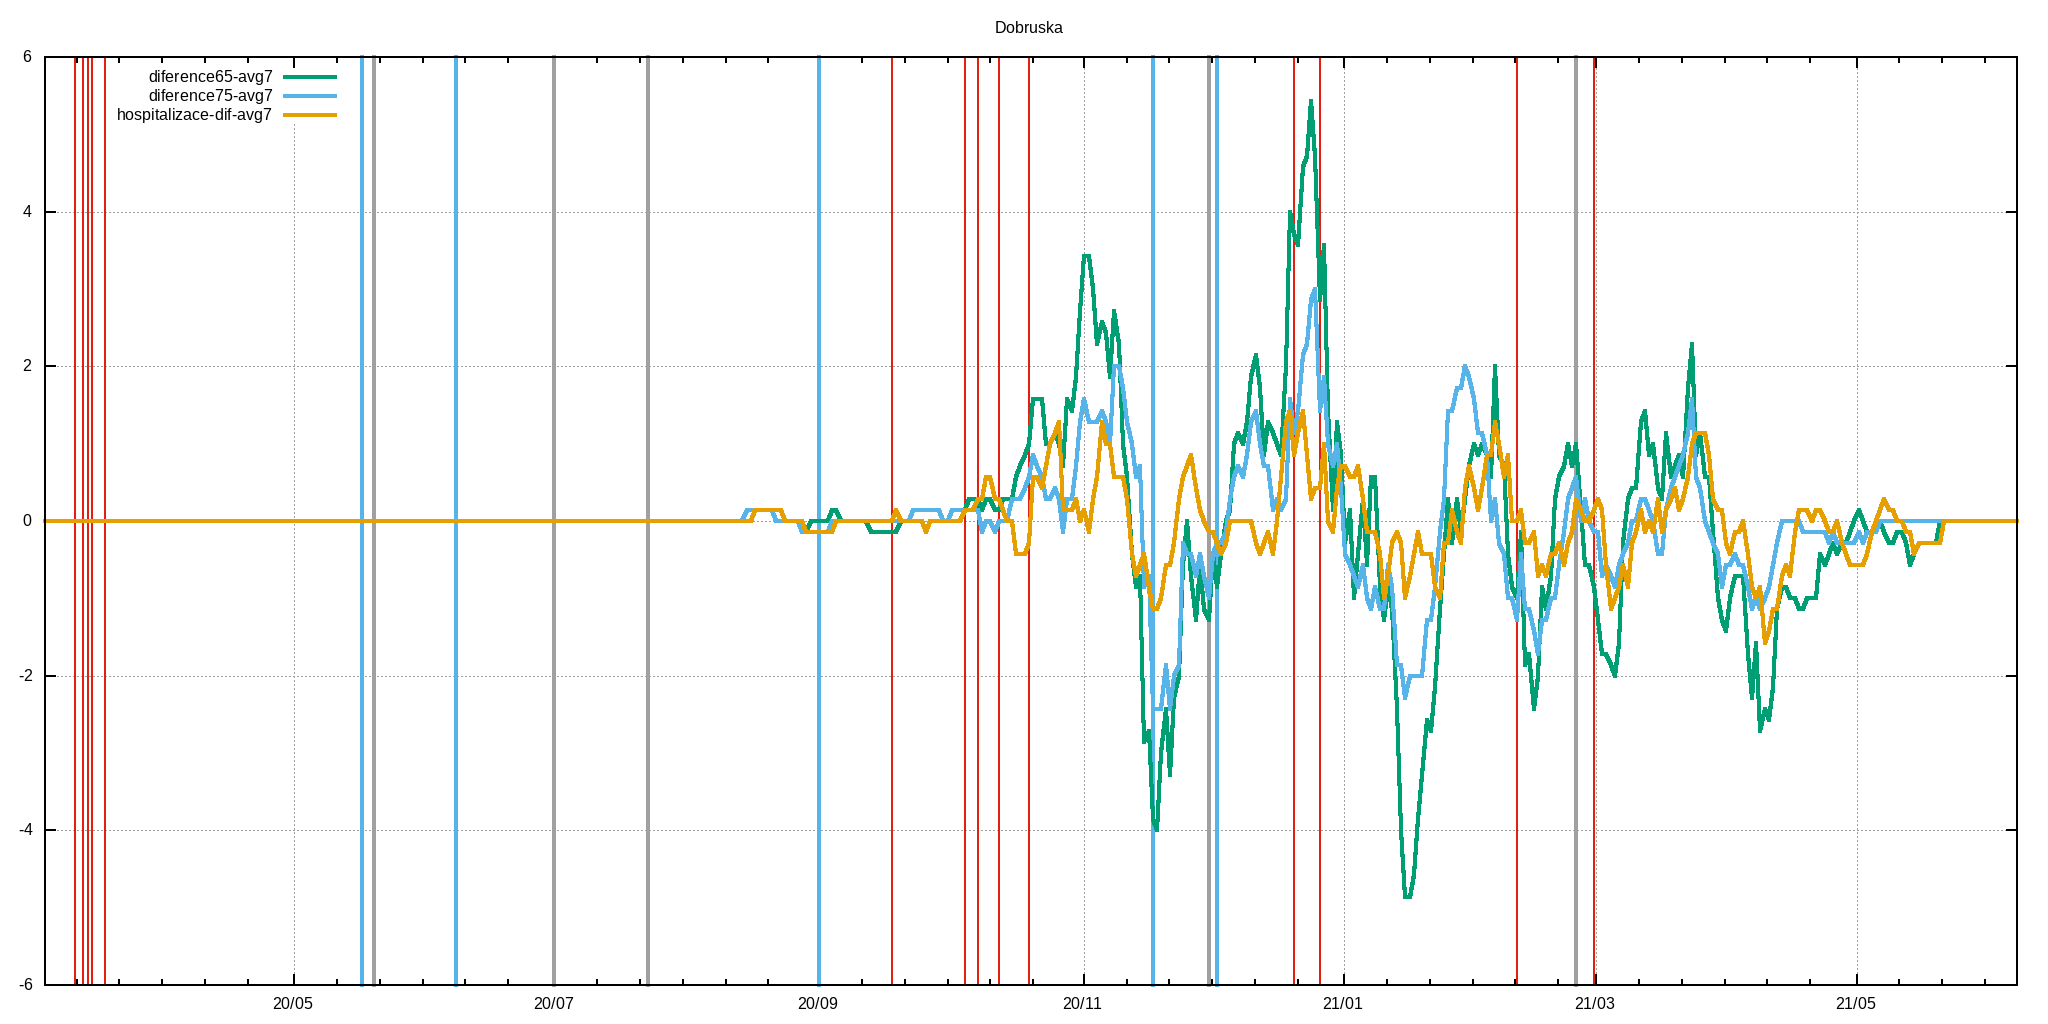 Dobruska
6
diference65-avg7
diference75-avg7
hospitalizace-dif-avg7
4
2
0
-2
-4
-6
20/05 20/07 20/09 20/11 21/01 21/03 21/05